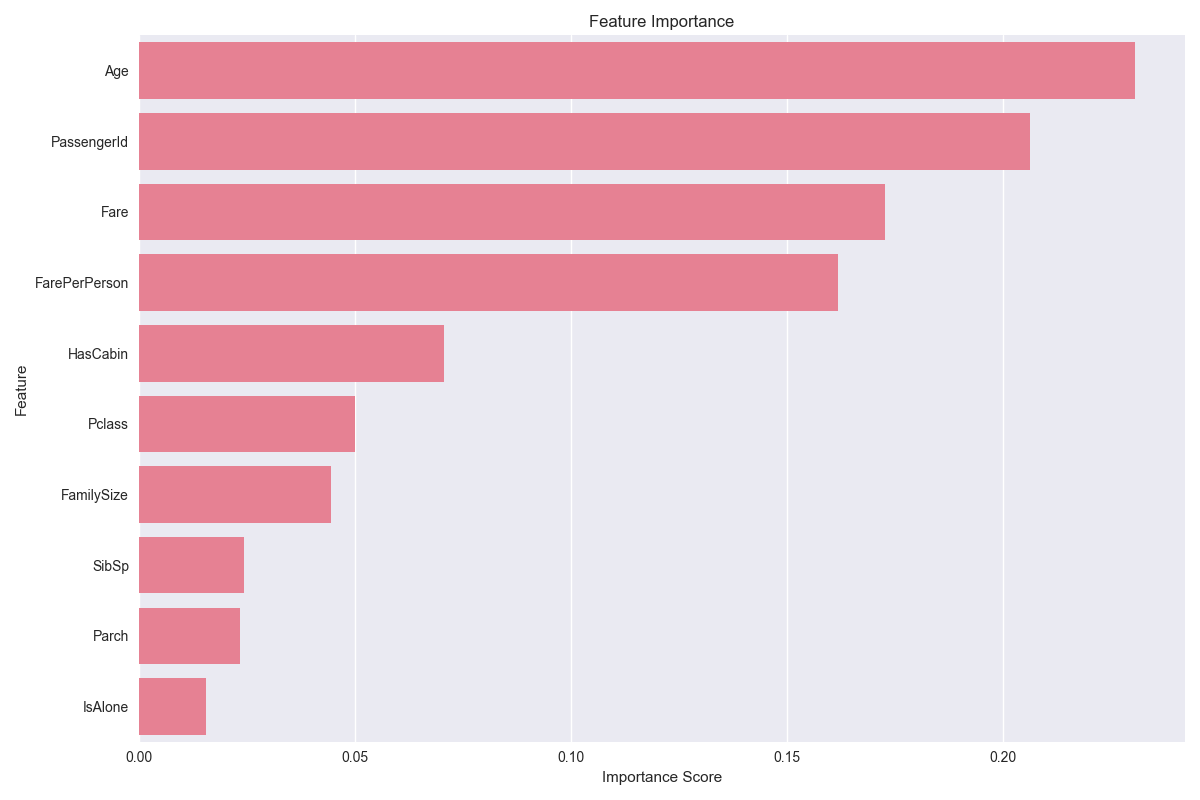 Feature Importance
Age
PassengerId
Fare
FarePerPerson
HasCabin
Pclass
FamilySize
SibSp
Parch
IsAlone
Feature
0.00 0.05 0.10 0.15 0.20
Importance Score